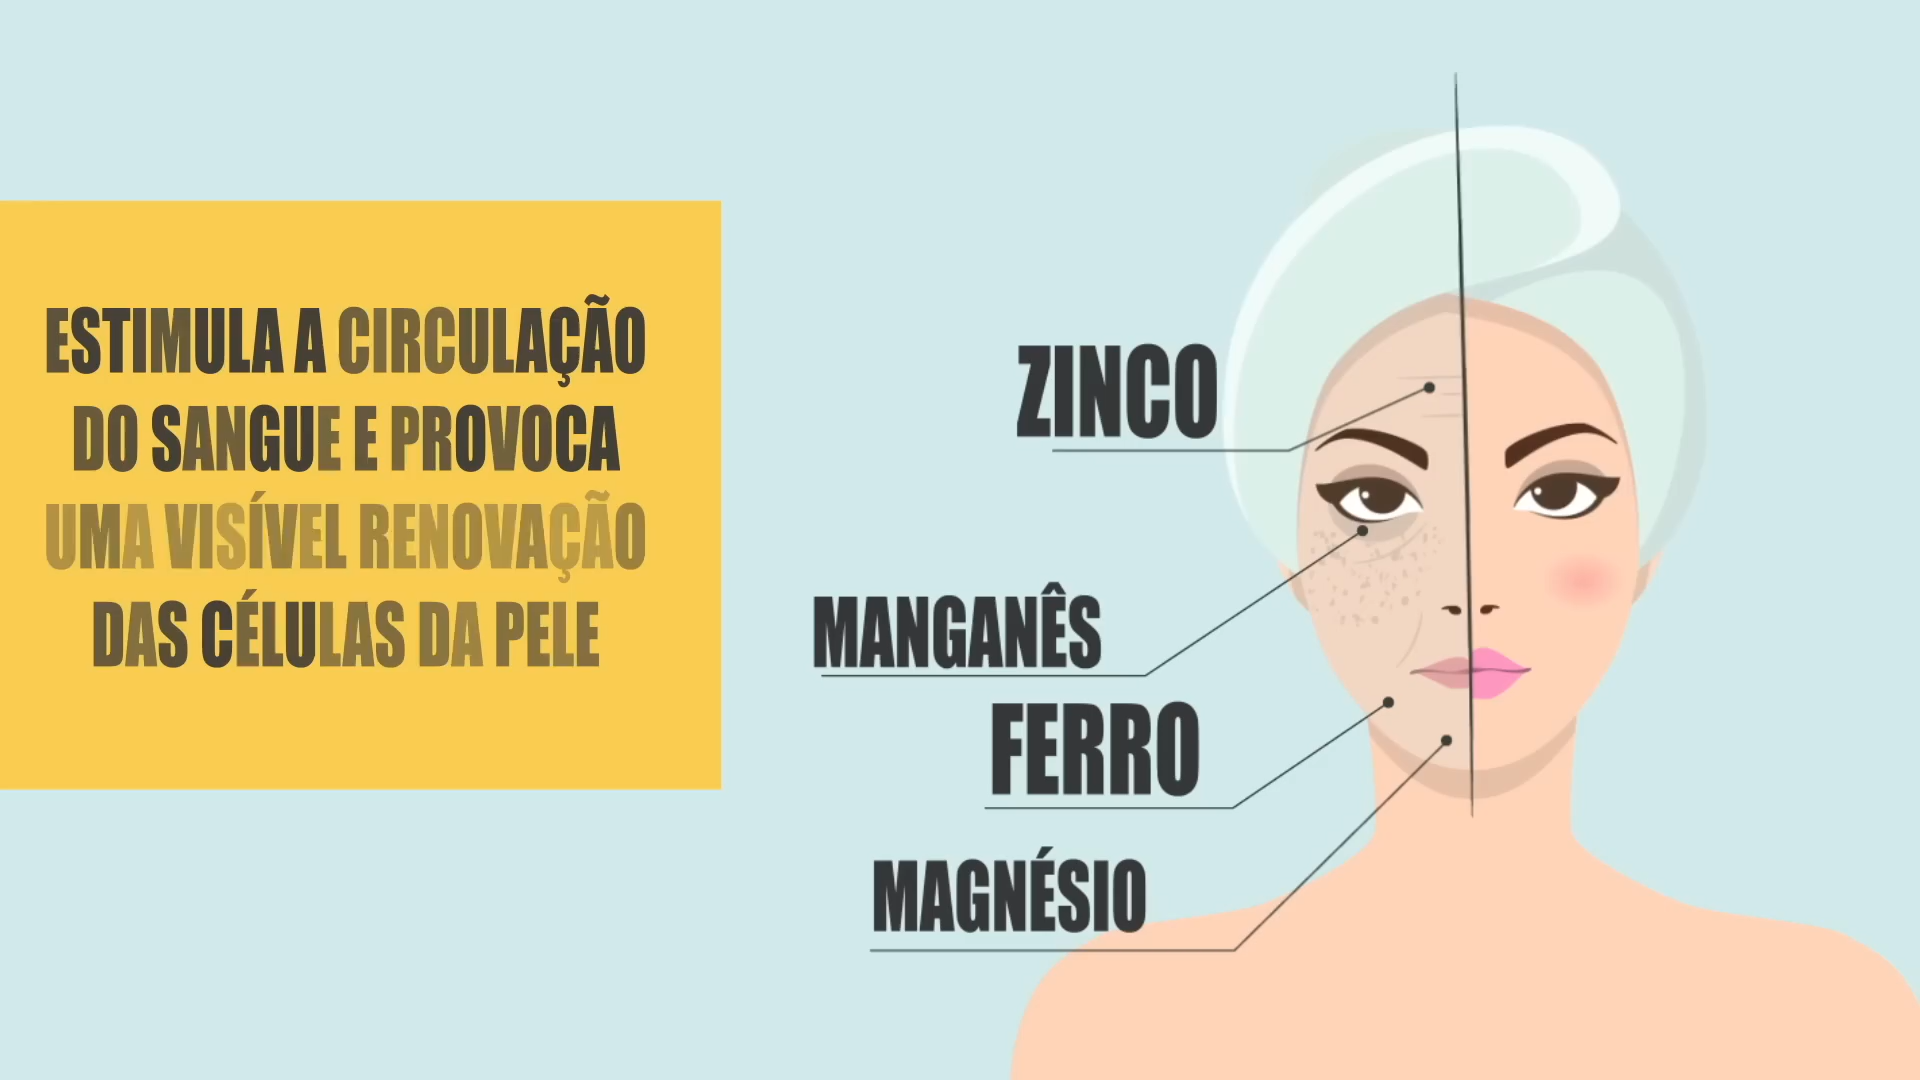 ESTIMULA A CIRCULAÇÃO
DO SANGUE E PROVOCA
UMA VISÍVEL RENOVAÇÃO
DAS CÉLULAS DA PELE
ZINCO
MANGANÊS
FERRO
MAGNÉSIO